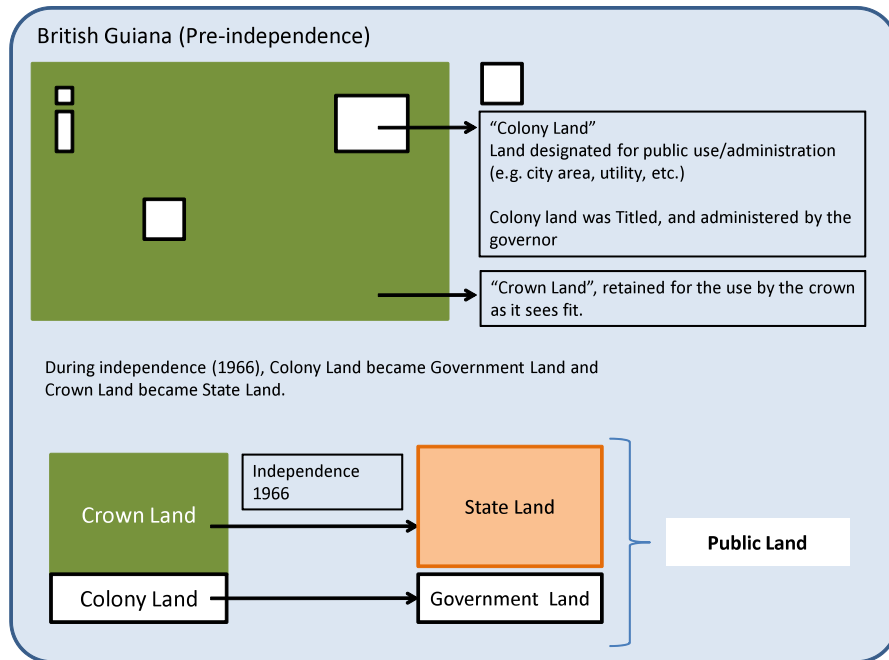 British Guiana (Pre-independence)
“Colony Land”
Land designated for public use/administration
(e.g. city area, utility, etc.)
Colony land was Titled, and administered by the
governor
“Crown Land”, retained for the use by the crown
as it sees fit.
During independence (1966), Colony Land became Government Land and
Crown Land became State Land.
Independence
1966
Crown Land
State Land
Public Land
Colony Land
Government Land